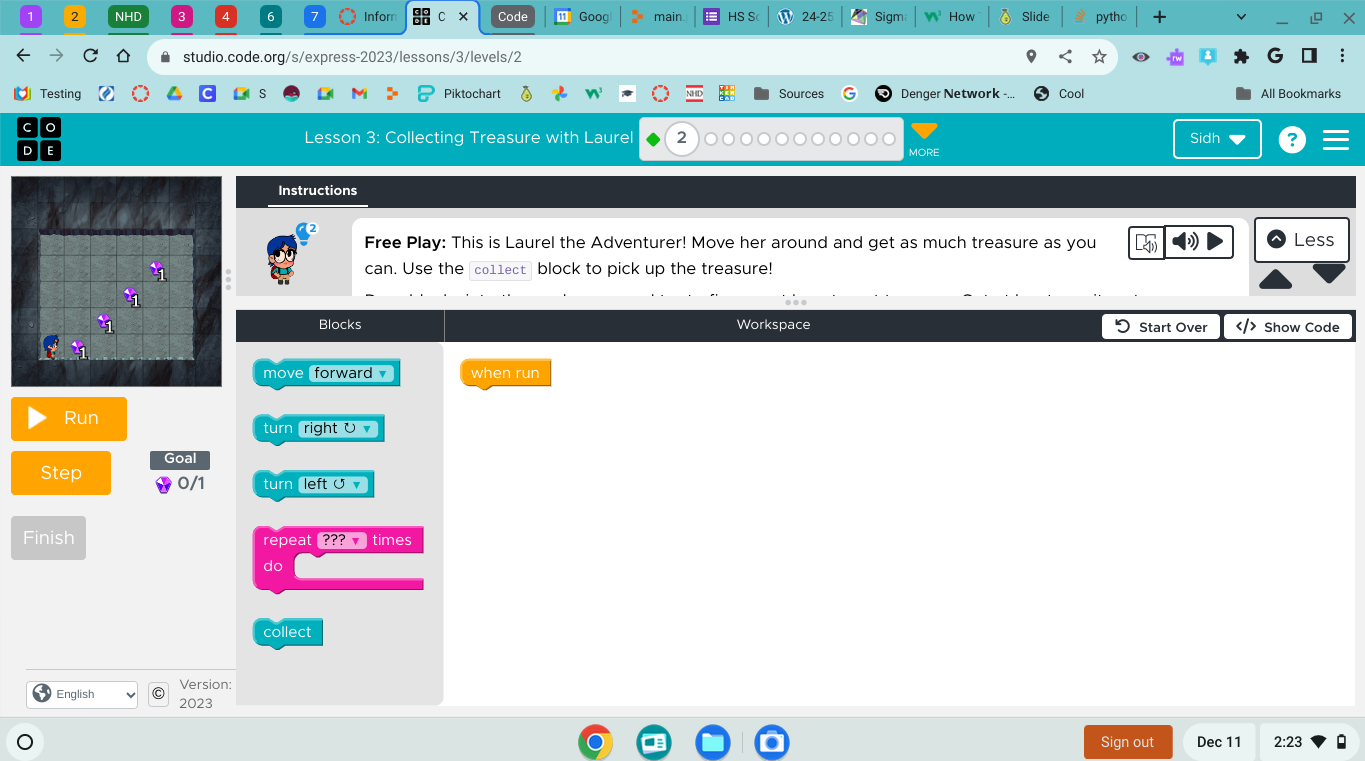 1 2 NHD 3 4 6 7 Inforn C Code Goog main. HS Sc 24-25 Sigm How Slide pytho
studio.code.org/s/express-2023/lessons/3/levels/2
Testing S Piktochart NHD Sources Denger Network -... Cool All Bookmarks
C O D E
Lesson 3: Collecting Treasure with Laurel 2 MORE Sidh ?
Instructions
2
Free Play: This is Laurel the Adventurer! Move her around and get as much treasure as you
can. Use the collect block to pick up the treasure!
Less
1
1
1
1
Blocks Workspace Start Over </> Show Code
move forward
when run
turn right
turn left
repeat ??? times
do
collect
Run
Step
Goal
0/1
Finish
English © Version:
2023
Sign out Dec 11 2:23